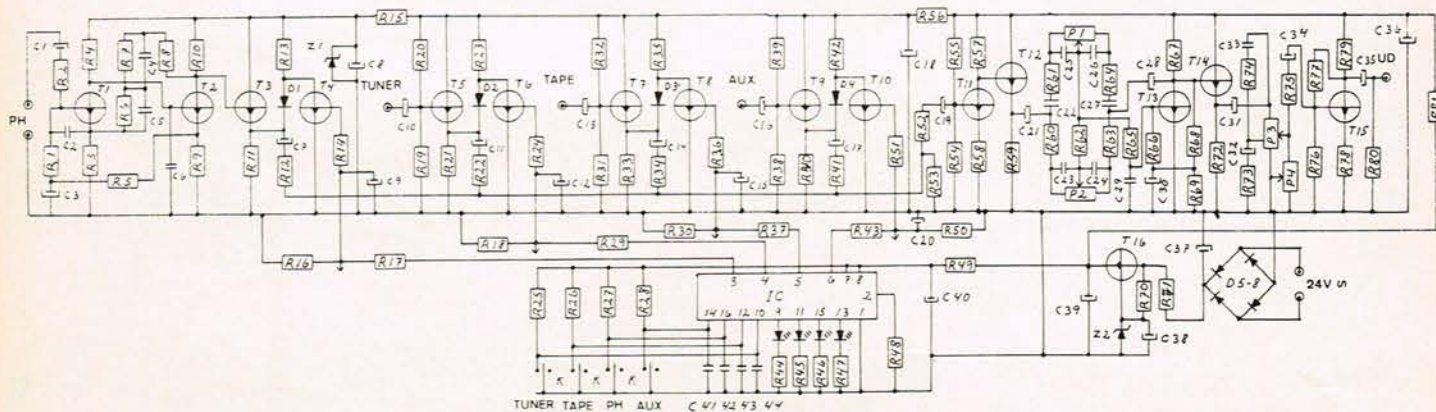 R15 R56
C1 R4 R7 C4 R8 R10 R13 Z1 C8 R20 R23 R32 R35 R39 R42 C18 R55 R57 P1 R67 C33 C34 R79 C36
R2 T12 C25 C26 C28 T14 R74 R75 R77 C35 UD
T1 T2 T3 D1 T4 TUNER T5 D2 T6 TAPE T7 D3 T8 AUX T9 D4 T10 T11 R61 R64 T13 T15 R81
PH R6 C5 C10 C13 C16 C19 C21 C22 C27 C31 P3
C2 R52 R60 R62 R63 R65 R66 R68
R1 R3 R9 R11 C7 R14 R19 R21 C11 R24 R31 R33 C14 R36 R38 R40 C17 R51 R54 R58 R59 R72 C32 R76 R78 R80
R5 C6 R12 R22 R34 R41 R53 C23 C24 C29 C30 R69 R73 P4
C3 C9 C12 C15 P2
C20
R30 R37 R43 R50
R18 R29
R16 R17 R49 T16 C37
R25 R26 R27 R28 3 4 5 6 7 8 R70 R71 D5-8 24V
IC 2 C40 C39
14 16 12 10 9 11 15 13 1 Z2 C38
R44 R45 R46 R47 R48
K K K
TUNER TAPE PH AUX C41 42 43 44